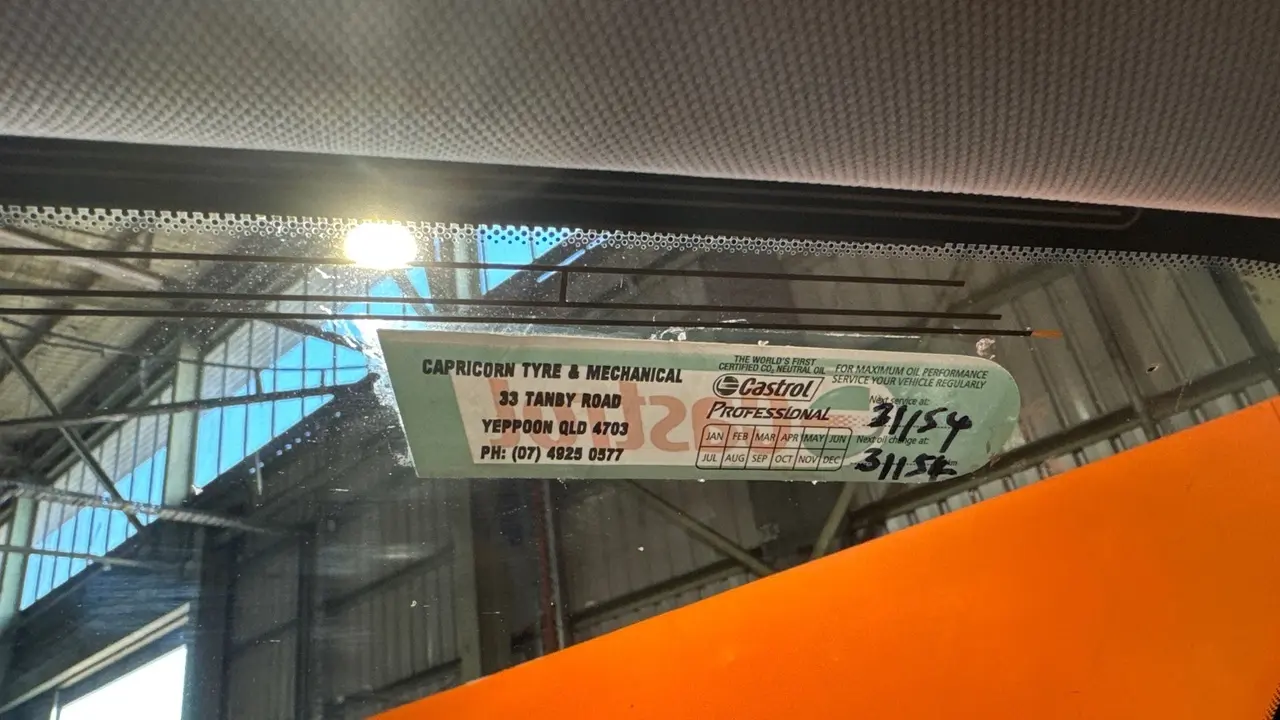 CAPRICORN TYRE & MECHANICAL
33 TANBY ROAD
YEPPOON QLD 4703
PH: (07) 4925 0577
THE WORLD'S FIRST
CERTIFIED CO₂ NEUTRAL OIL
Castrol
PROFESSIONAL
JAN FEB MAR APR MAY JUN
JUL AUG SEP OCT NOV DEC
FOR MAXIMUM OIL PERFORMANCE
SERVICE YOUR VEHICLE REGULARLY
Next service at:
31154
Next oil change at:
3115